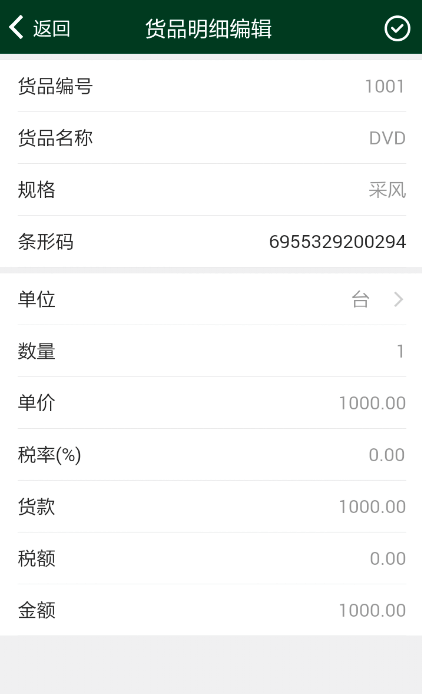 返回 货品明细编辑
货品编号 1001
货品名称 DVD
规格 采风
条形码 6955329200294
单位 台
数量 1
单价 1000.00
税率(%) 0.00
货款 1000.00
税额 0.00
金额 1000.00